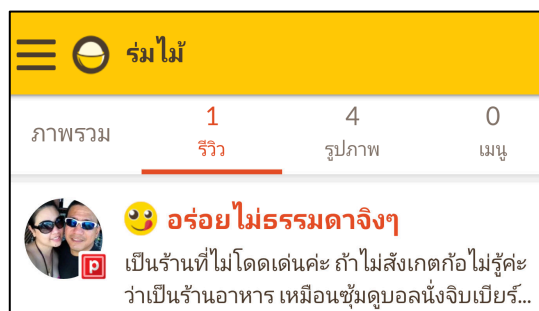 ร่มไม้
ภาพรวม
1
รีวิว
4
รูปภาพ
0
เมนู
อร่อยไม่ธรรมดาจิงๆ
p
เป็นร้านที่ไม่โดดเด่นค่ะ ถ้าไม่สังเกตก้อไม่รู้ค่ะ
ว่าเป็นร้านอาหาร เหมือนซุ้มดูบอลนั่งจิบเบียร์...